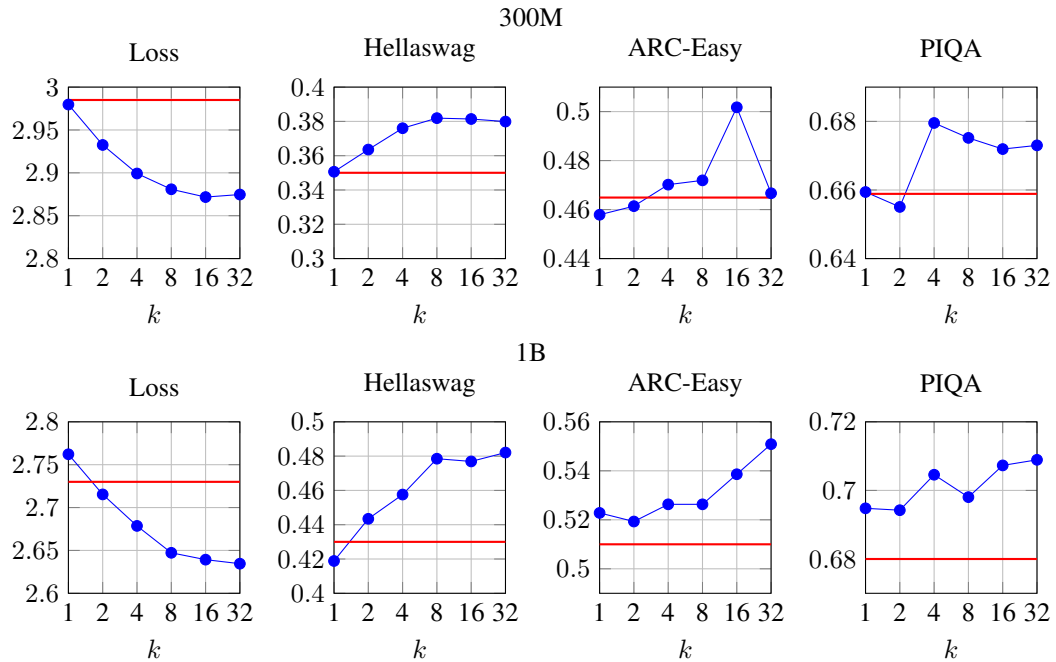 300M
Loss Hellaswag ARC-Easy PIQA
3 0.4
2.95 0.38 0.5 0.68
2.9 0.36 0.48
2.85 0.34 0.46 0.66
0.32
2.8 0.3 0.44 0.64
1 2 4 8 16 32 1 2 4 8 16 32 1 2 4 8 16 32 1 2 4 8 16 32
k k k k
1B
Loss Hellaswag ARC-Easy PIQA
2.8 0.5 0.56 0.72
2.75 0.48 0.54
2.7 0.46 0.52 0.7
2.65 0.44 0.5 0.68
0.42
2.6 0.4
1 2 4 8 16 32 1 2 4 8 16 32 1 2 4 8 16 32 1 2 4 8 16 32
k k k k